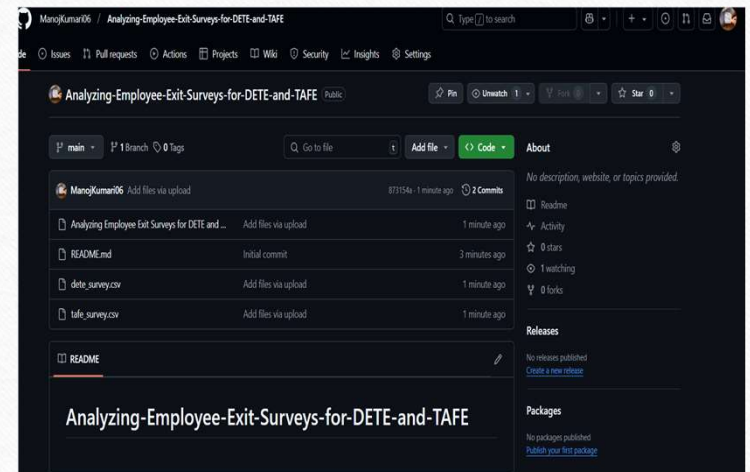 ManojKumari06 / Analyzing-Employee-Exit-Surveys-for-DETE-and-TAFE
Type / to search
de Issues Pull requests Actions Projects Wiki Security Insights Settings
Analyzing-Employee-Exit-Surveys-for-DETE-and-TAFE Public
Pin Unwatch 1 Fork 0 Star 0
main 1 Branch 0 Tags Go to file t Add file <> Code
ManojKumari06 Add files via upload 873154a · 1 minute ago 2 Commits
Analyzing Employee Exit Surveys for DETE and ... Add files via upload 1 minute ago
README.md Initial commit 3 minutes ago
dete_survey.csv Add files via upload 1 minute ago
tafe_survey.csv Add files via upload 1 minute ago
README
Analyzing-Employee-Exit-Surveys-for-DETE-and-TAFE
About
No description, website, or topics provided.
Readme
Activity
0 stars
1 watching
0 forks
Releases
No releases published
Create a new release
Packages
No packages published
Publish your first package